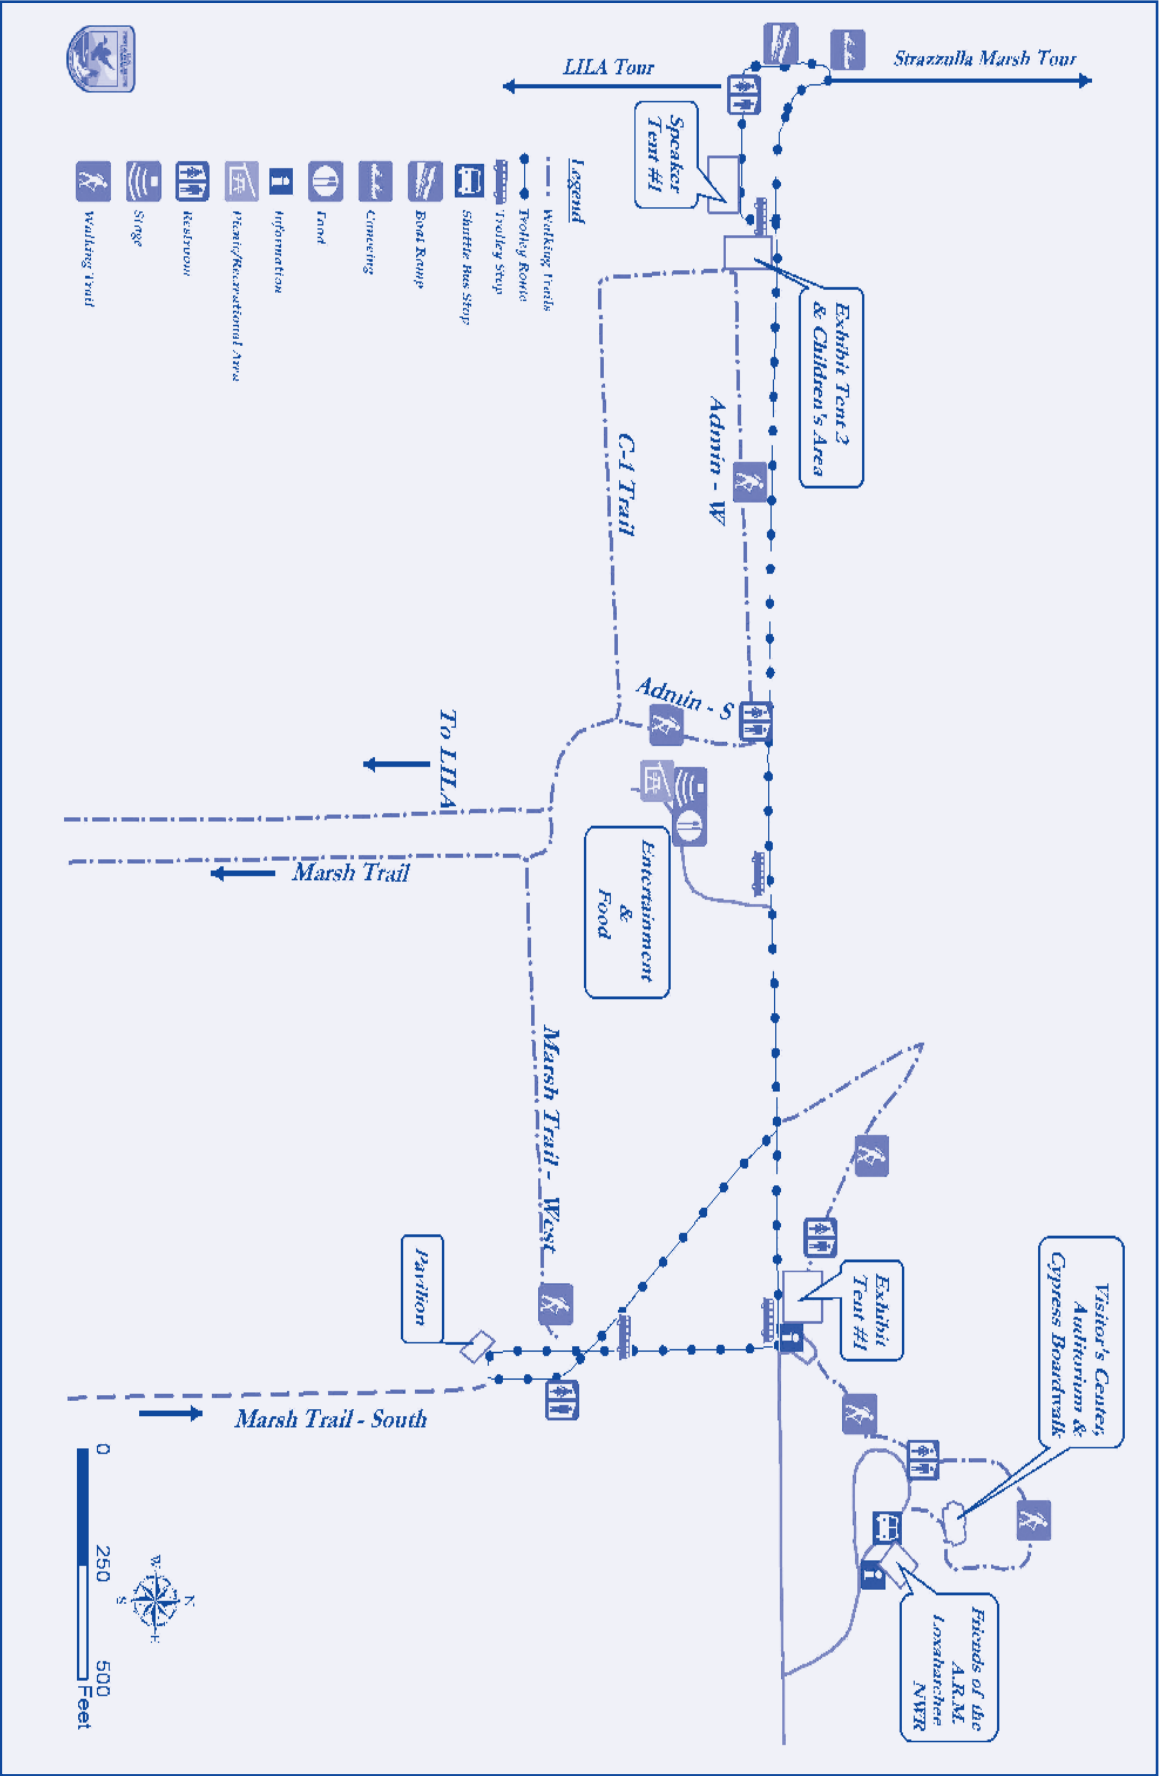 Strazzulla Marsh Tour
LILA Tour
Speaker
Tent #1
Exhibit Tent 2
& Children's Area
Legend
Walking Trails
Trolley Route
Trolley Stop
Shuttle Bus Stop
Boat Ramp
Canoeing
Food
Information
Picnic/Recreational Area
Restroom
Stage
Walking Trail
Admin - W
C-1 Trail
Admin - S
To LILA
Marsh Trail
Entertainment
&
Food
Marsh Trail - West
Pavilion
Exhibit
Tent #1
Visitor's Center,
Auditorium &
Cypress Boardwalk
Marsh Trail - South
Friends of the
A.R.M.
Loxahatchee
NWR
N
W
E
S
0
250
500
Feet